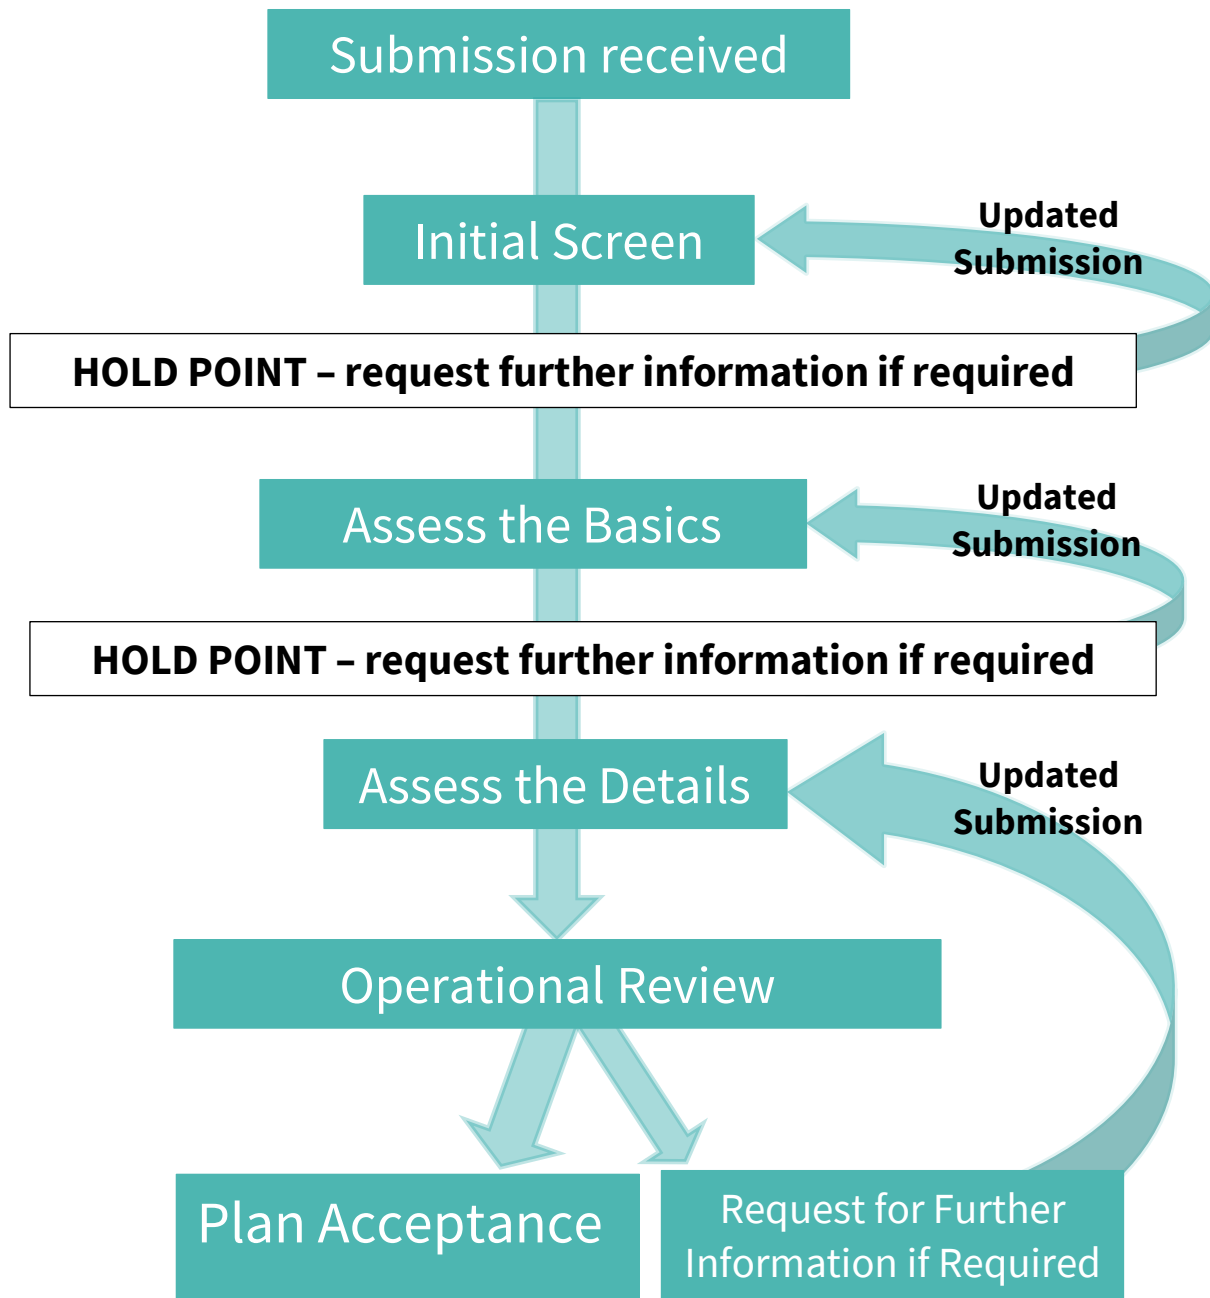 Submission received
Initial Screen
Updated
Submission
HOLD POINT – request further information if required
Assess the Basics
Updated
Submission
HOLD POINT – request further information if required
Assess the Details
Updated
Submission
Operational Review
Plan Acceptance
Request for Further
Information if Required